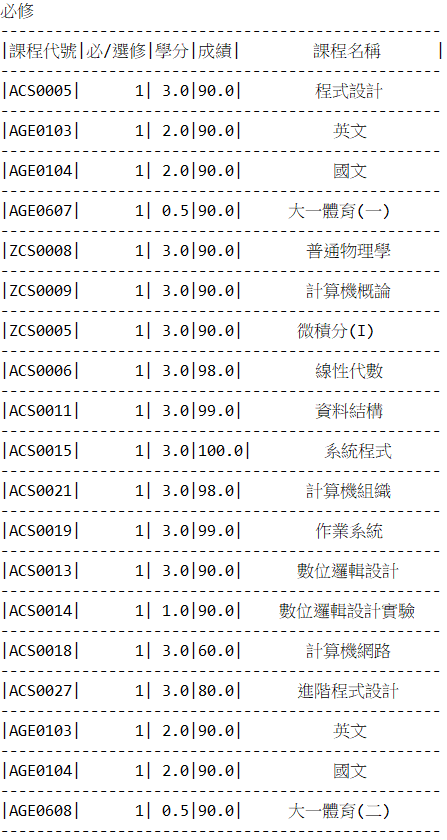 必修
|課程代號|必/選修|學分|成績| 課程名稱 |
|ACS0005| 1| 3.0|90.0| 程式設計
|AGE0103| 1| 2.0|90.0| 英文
|AGE0104| 1| 2.0|90.0| 國文
|AGE0607| 1| 0.5|90.0| 大一體育(一)
|ZCS0008| 1| 3.0|90.0| 普通物理學
|ZCS0009| 1| 3.0|90.0| 計算機概論
|ZCS0005| 1| 3.0|90.0| 微積分(I)
|ACS0006| 1| 3.0|98.0| 線性代數
|ACS0011| 1| 3.0|99.0| 資料結構
|ACS0015| 1| 3.0|100.0| 系統程式
|ACS0021| 1| 3.0|98.0| 計算機組織
|ACS0019| 1| 3.0|99.0| 作業系統
|ACS0013| 1| 3.0|90.0| 數位邏輯設計
|ACS0014| 1| 1.0|90.0| 數位邏輯設計實驗
|ACS0018| 1| 3.0|60.0| 計算機網路
|ACS0027| 1| 3.0|80.0| 進階程式設計
|AGE0103| 1| 2.0|90.0| 英文
|AGE0104| 1| 2.0|90.0| 國文
|AGE0608| 1| 0.5|90.0| 大一體育(二)